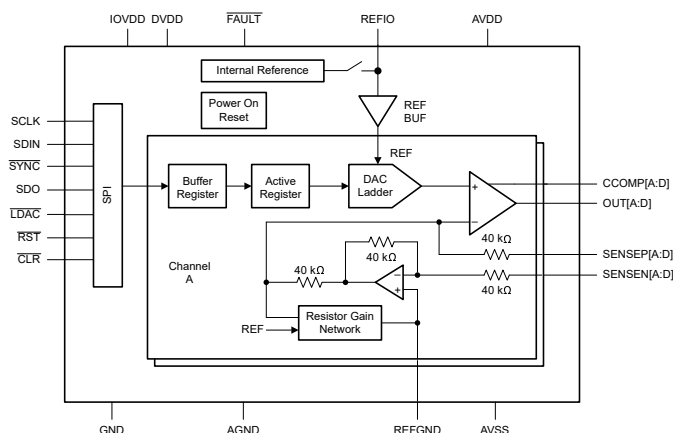 IOVDD DVDD FAULT REFIO AVDD
Internal Reference
Power On
Reset
REF
BUF
SCLK
SDIN
SYNC
SDO
LDAC
RST
CLR
SPI
REF
Buffer
Register
Active
Register
DAC
Ladder
+
−
CCOMP[A:D]
OUT[A:D]
40 kΩ
SENSEP[A:D]
40 kΩ
SENSEN[A:D]
40 kΩ
40 kΩ
−
+
Channel
A
REF
Resistor Gain
Network
GND AGND REFGND AVSS